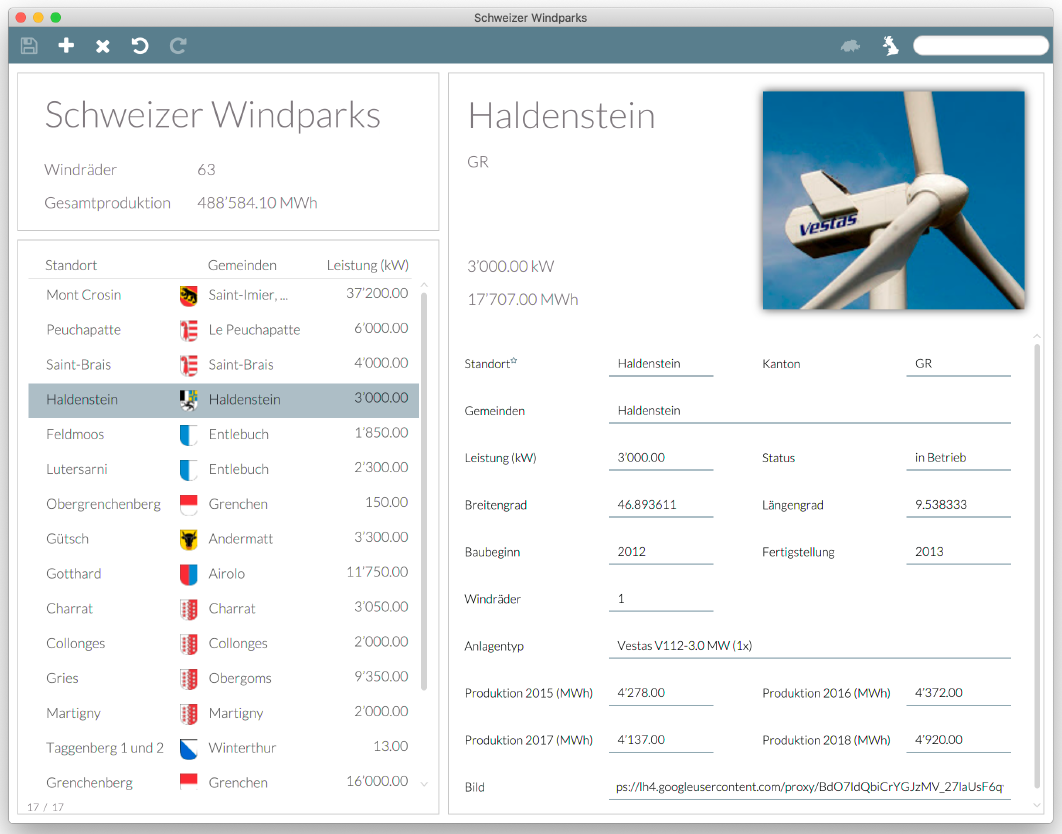 Schweizer Windparks
Schweizer Windparks
Windräder 63
Gesamtproduktion 488'584.10 MWh
Standort Gemeinden Leistung (kW)
Mont Crosin Saint-Imier, ... 37'200.00
Peuchapatte Le Peuchapatte 6'000.00
Saint-Brais Saint-Brais 4'000.00
Haldenstein Haldenstein 3'000.00
Feldmoos Entlebuch 1'850.00
Lutersarni Entlebuch 2'300.00
Obergrenchenberg Grenchen 150.00
Gütsch Andermatt 3'300.00
Gotthard Airolo 11'750.00
Charrat Charrat 3'050.00
Collonges Collonges 2'000.00
Gries Obergoms 9'350.00
Martigny Martigny 2'000.00
Taggenberg 1 und 2 Winterthur 13.00
Grenchenberg Grenchen 16'000.00
17 / 17
Haldenstein
GR
3'000.00 kW
17'707.00 MWh
Vestas
Standort☆ Haldenstein Kanton GR
Gemeinden Haldenstein
Leistung (kW) 3'000.00 Status in Betrieb
Breitengrad 46.893611 Längengrad 9.538333
Baubeginn 2012 Fertigstellung 2013
Windräder 1
Anlagentyp Vestas V112-3.0 MW (1x)
Produktion 2015 (MWh) 4'278.00 Produktion 2016 (MWh) 4'372.00
Produktion 2017 (MWh) 4'137.00 Produktion 2018 (MWh) 4'920.00
Bild ps://lh4.googleusercontent.com/proxy/BdO7IdQbiCrYGJzMV_27laUsF6q